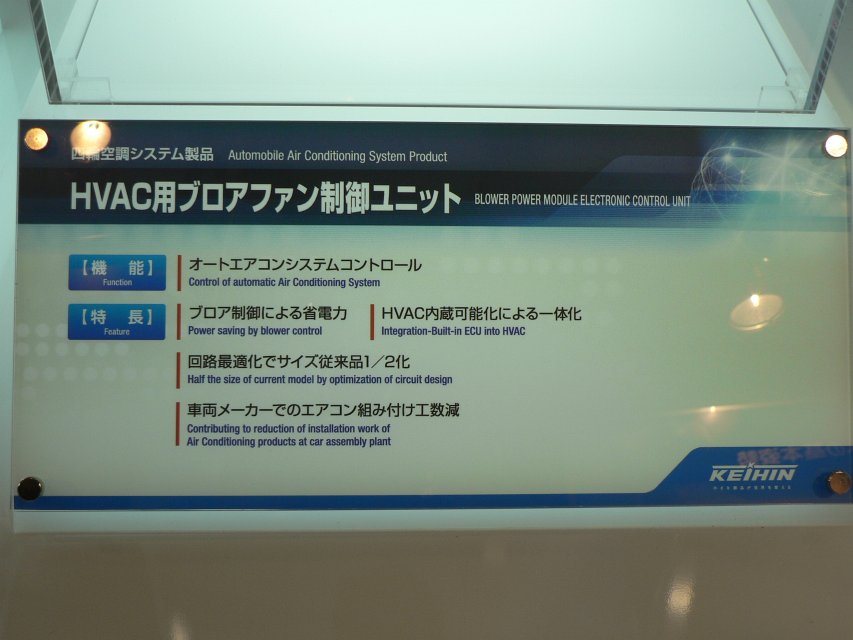 四輪空調システム製品 Automobile Air Conditioning System Product
HVAC用ブロアファン制御ユニット BLOWER POWER MODULE ELECTRONIC CONTROL UNIT
【機 能】 オートエアコンシステムコントロール
Function Control of automatic Air Conditioning System
【特 長】 ブロア制御による省電力 HVAC内蔵可能化による一体化
Feature Power saving by blower control Integration-Built-in ECU into HVAC
回路最適化でサイズ従来品1／2化
Half the size of current model by optimization of circuit design
車両メーカーでのエアコン組み付け工数減
Contributing to reduction of installation work of
Air Conditioning products at car assembly plant
KEIHIN